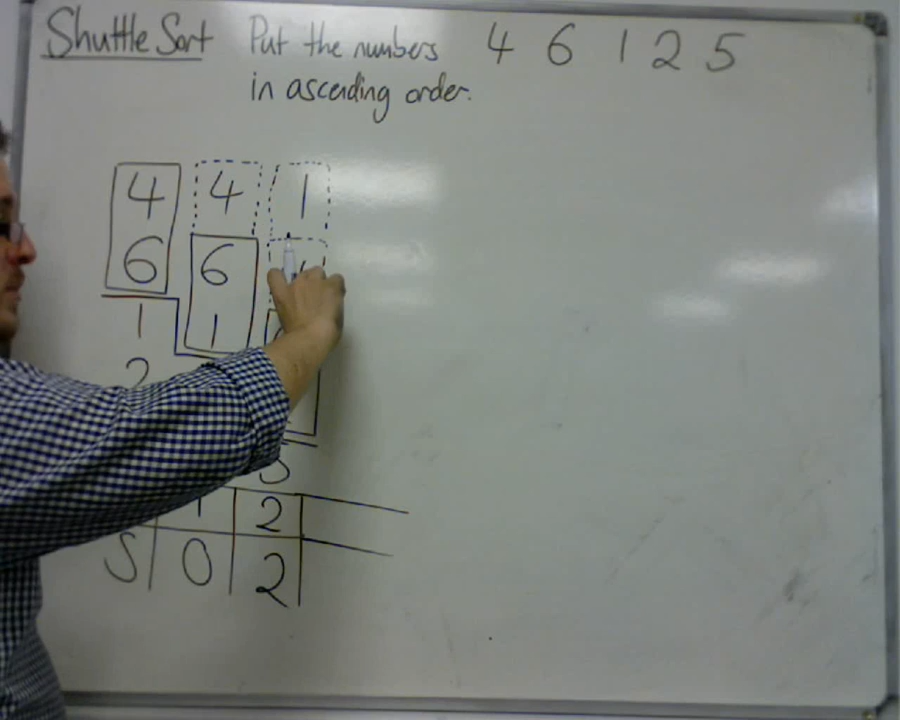 Shuttle Sort Put the numbers 4 6 1 2 5
in ascending order.
4 4 1
6 6
1 1
2
5
1 2
S 0 2